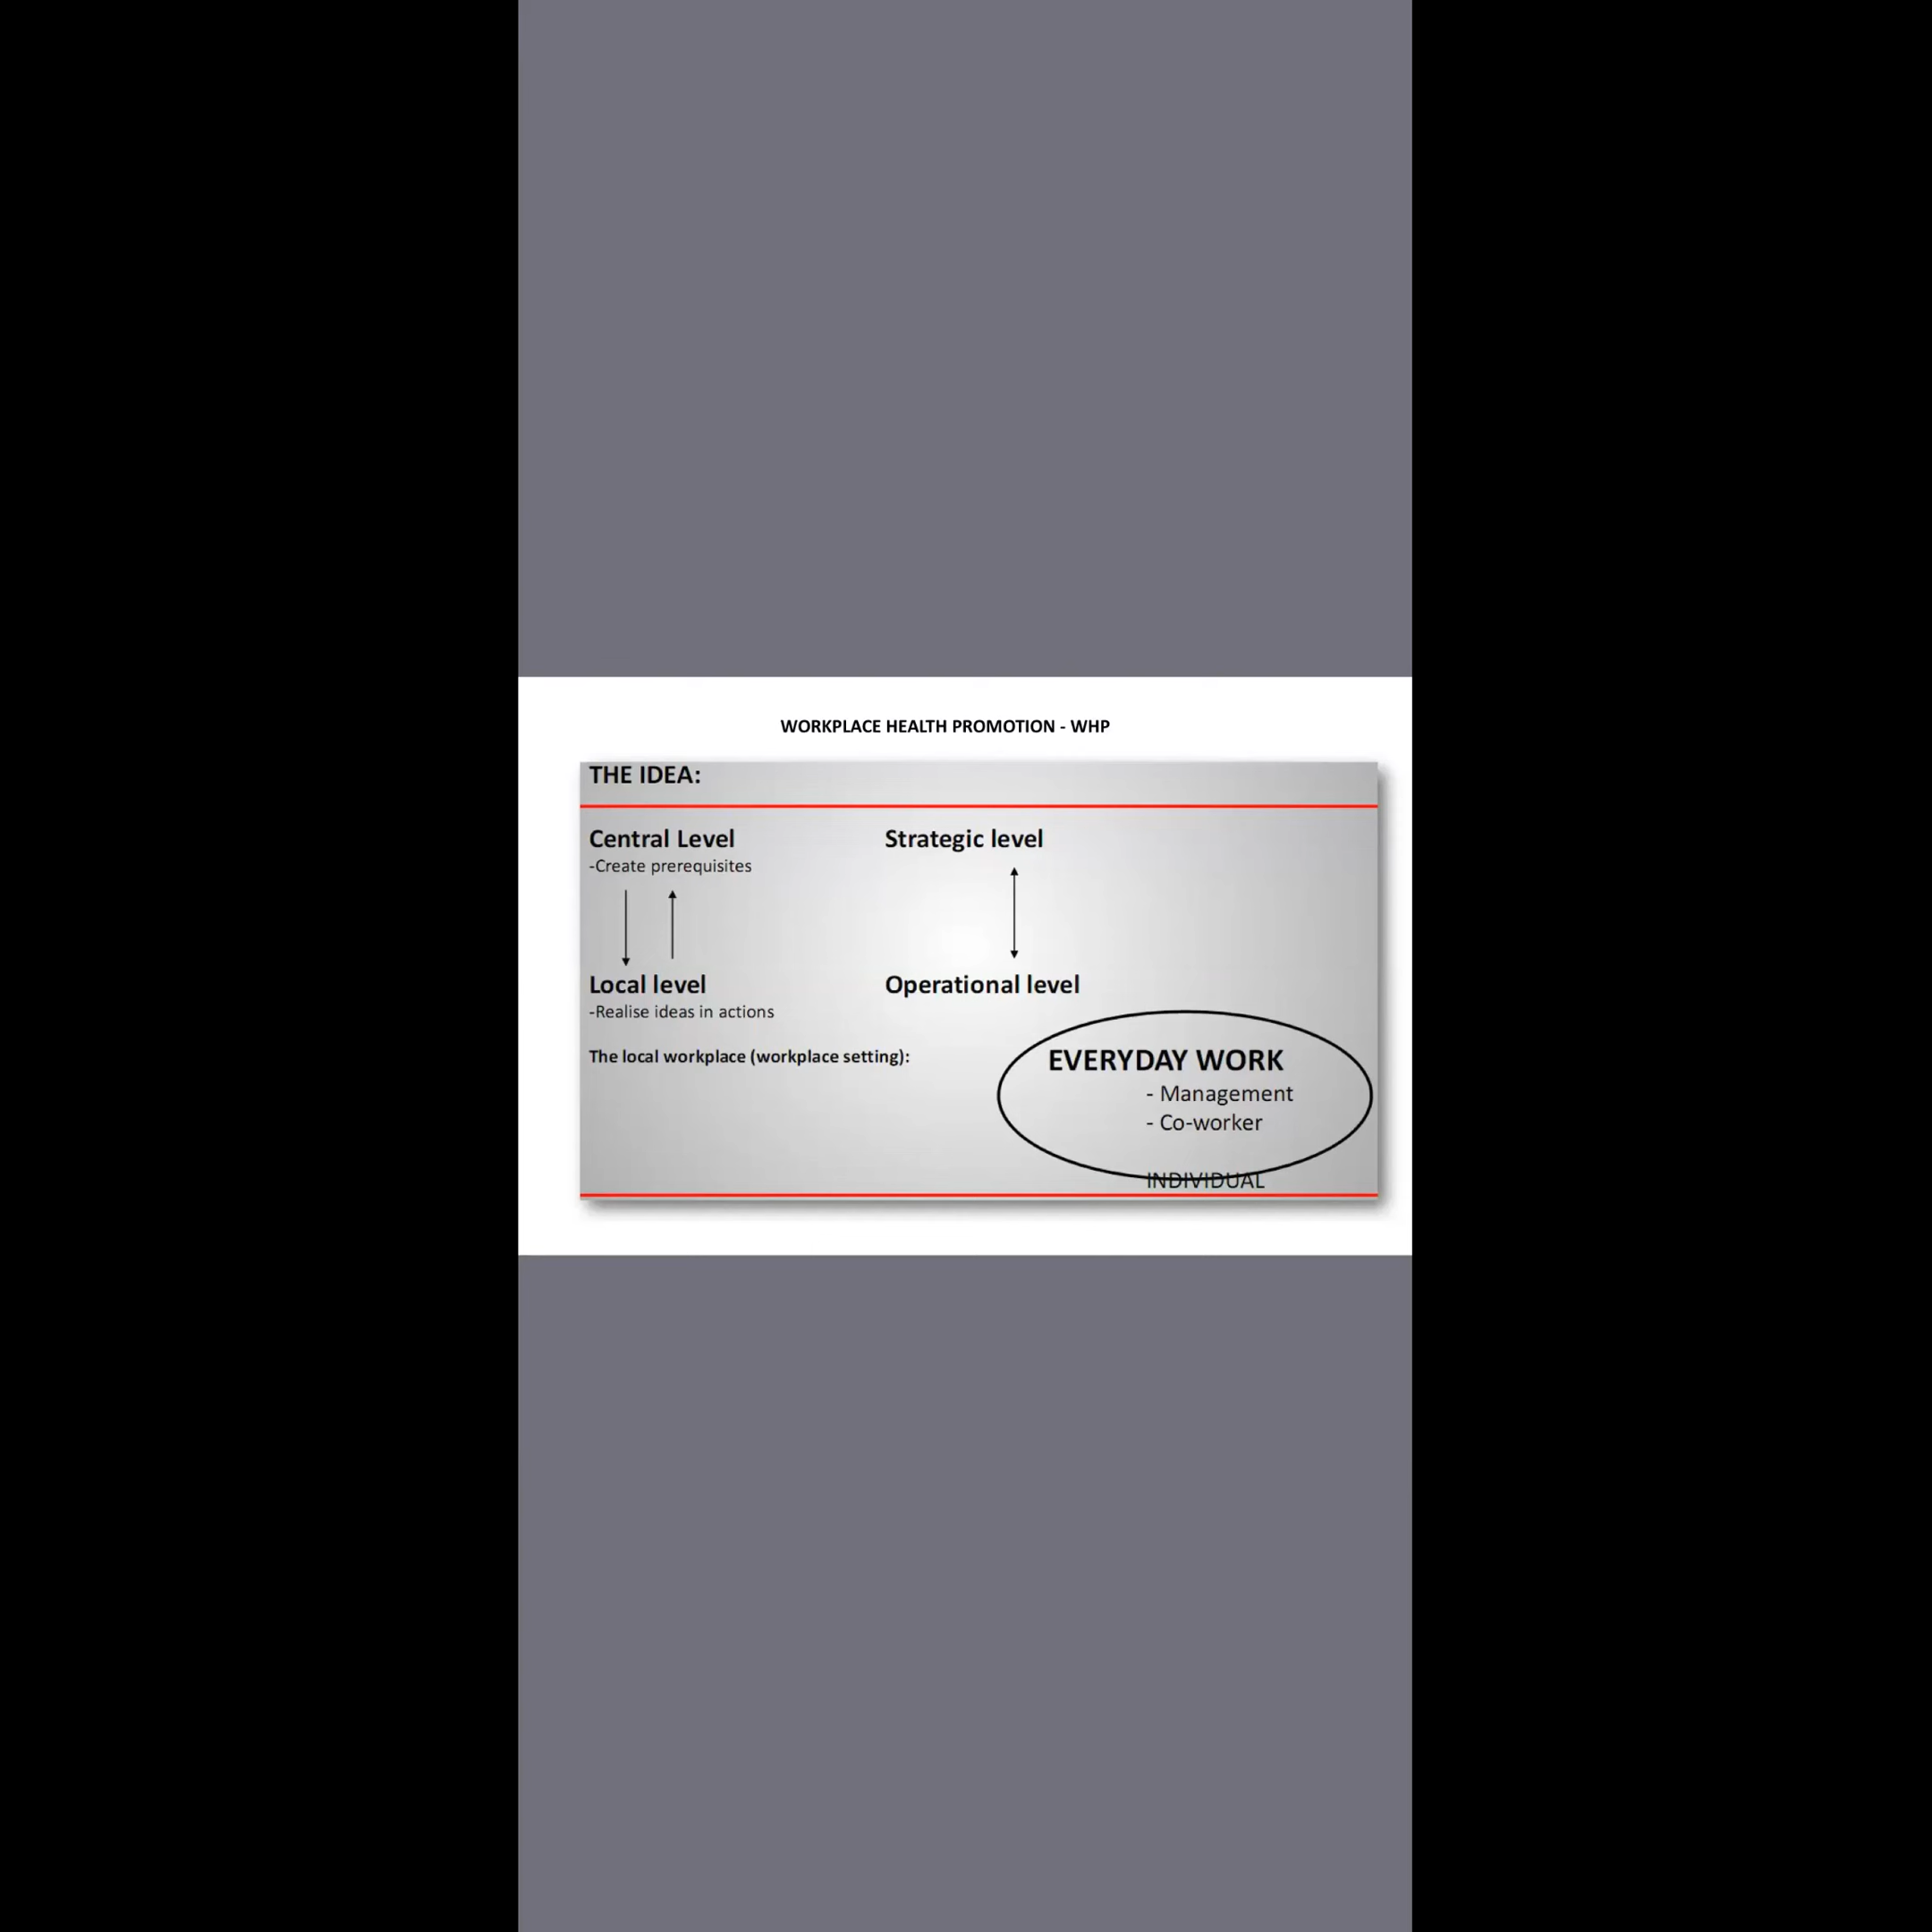 WORKPLACE HEALTH PROMOTION - WHP
THE IDEA:
Central Level
-Create prerequisites
Strategic level
Local level
-Realise ideas in actions
Operational level
The local workplace (workplace setting):
EVERYDAY WORK
- Management
- Co-worker
INDIVIDUAL